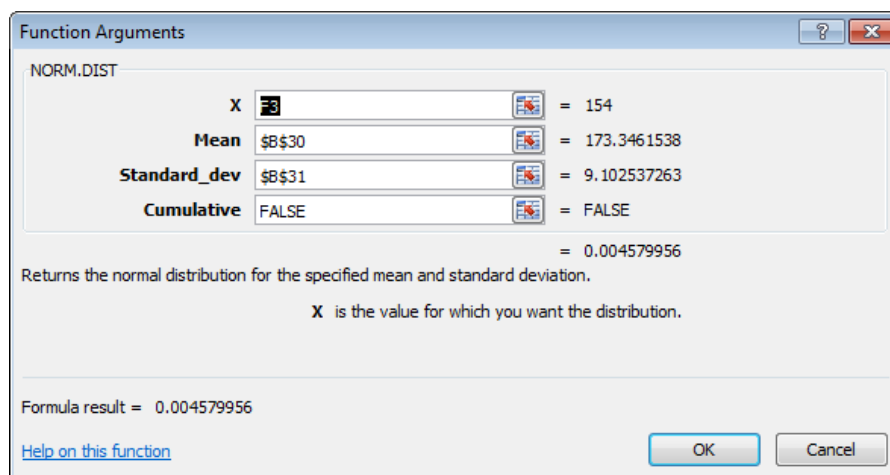 Function Arguments
NORM.DIST
X F3 = 154
Mean $B$30 = 173.3461538
Standard_dev $B$31 = 9.102537263
Cumulative FALSE = FALSE
= 0.004579956
Returns the normal distribution for the specified mean and standard deviation.
X is the value for which you want the distribution.
Formula result = 0.004579956
Help on this function OK Cancel